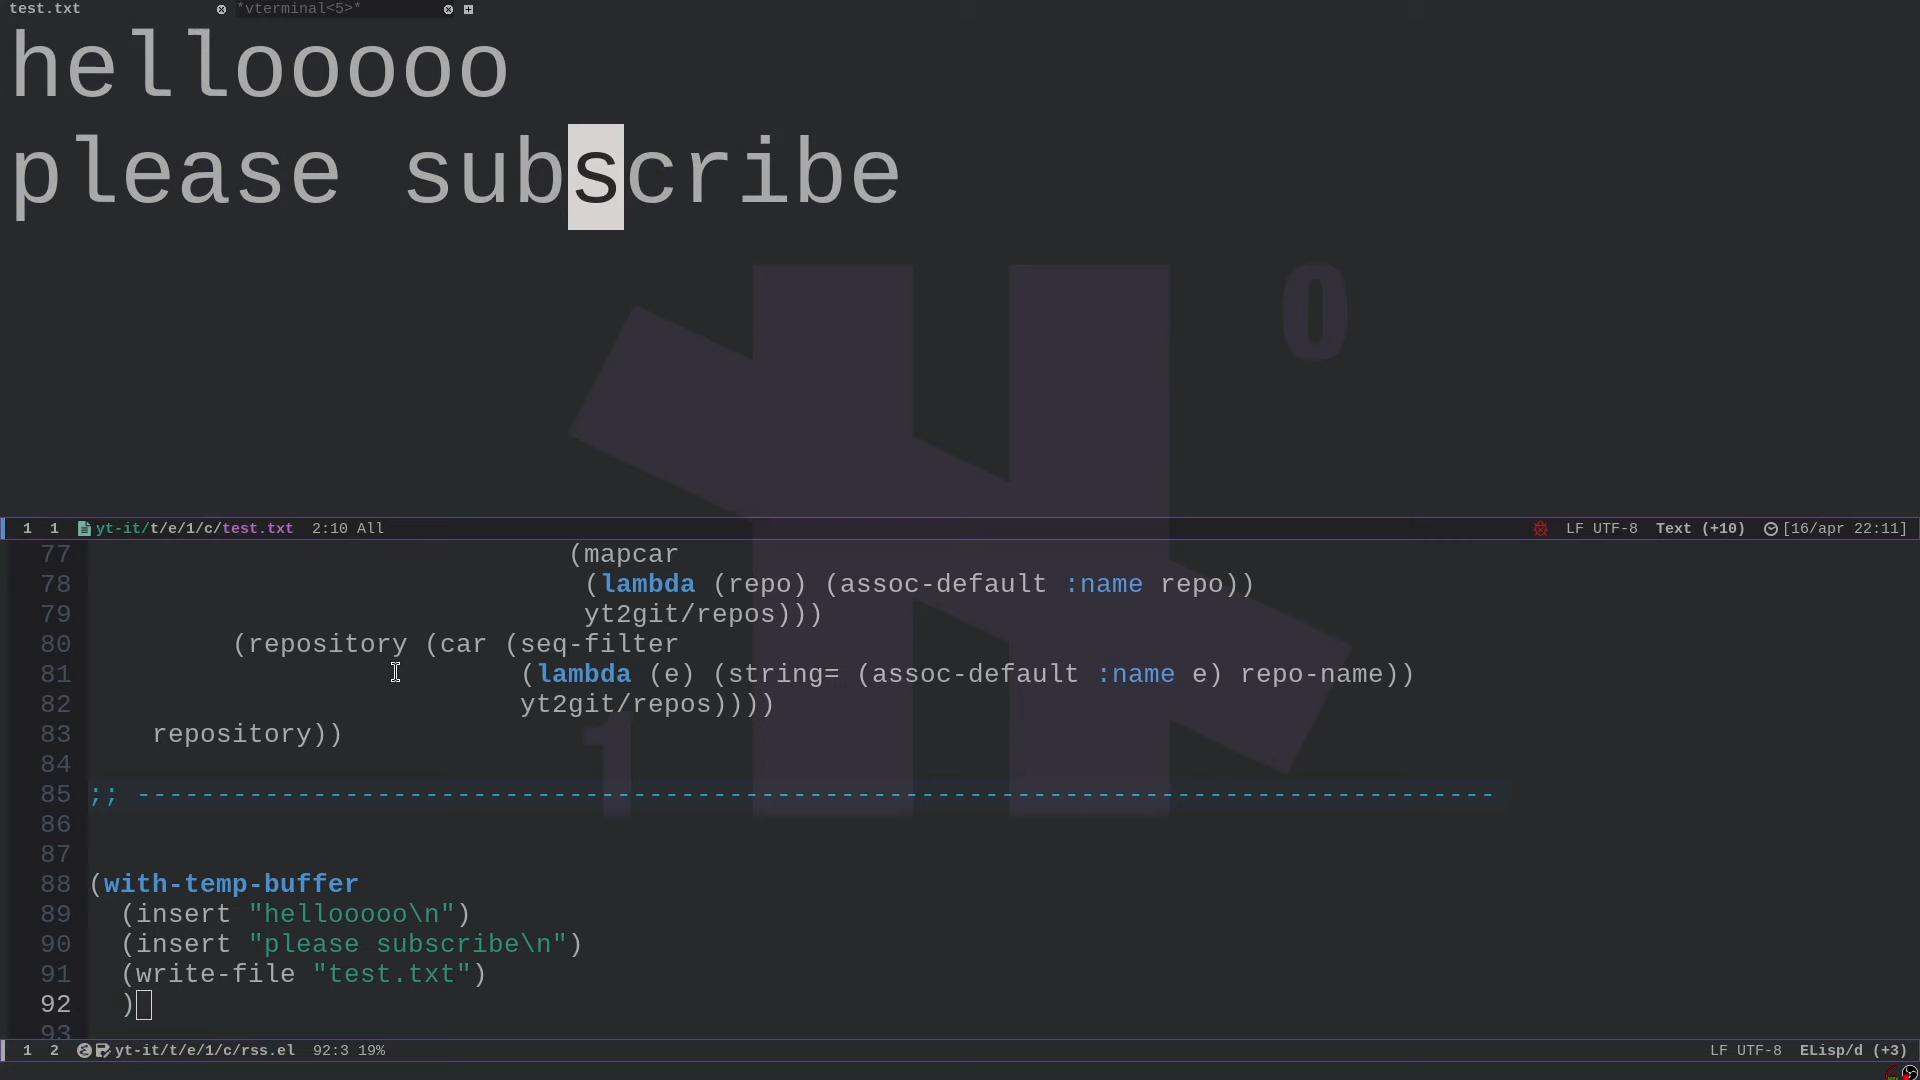 test.txt *vterminal<5>*
hellooooo
please subscribe
0
1
1 1 yt-it/t/e/1/c/test.txt 2:10 All LF UTF-8 Text (+10) [16/apr 22:11]
77 (mapcar
78 (lambda (repo) (assoc-default :name repo))
79 yt2git/repos)))
80 (repository (car (seq-filter
81 (lambda (e) (string= (assoc-default :name e) repo-name))
82 yt2git/repos))))
83 repository))
84
85 ;; -------------------------------------------------------------------------------------
86
87
88 (with-temp-buffer
89 (insert "hellooooo\n")
90 (insert "please subscribe\n")
91 (write-file "test.txt")
92 )
93
1 2 yt-it/t/e/1/c/rss.el 92:3 19% LF UTF-8 ELisp/d (+3)